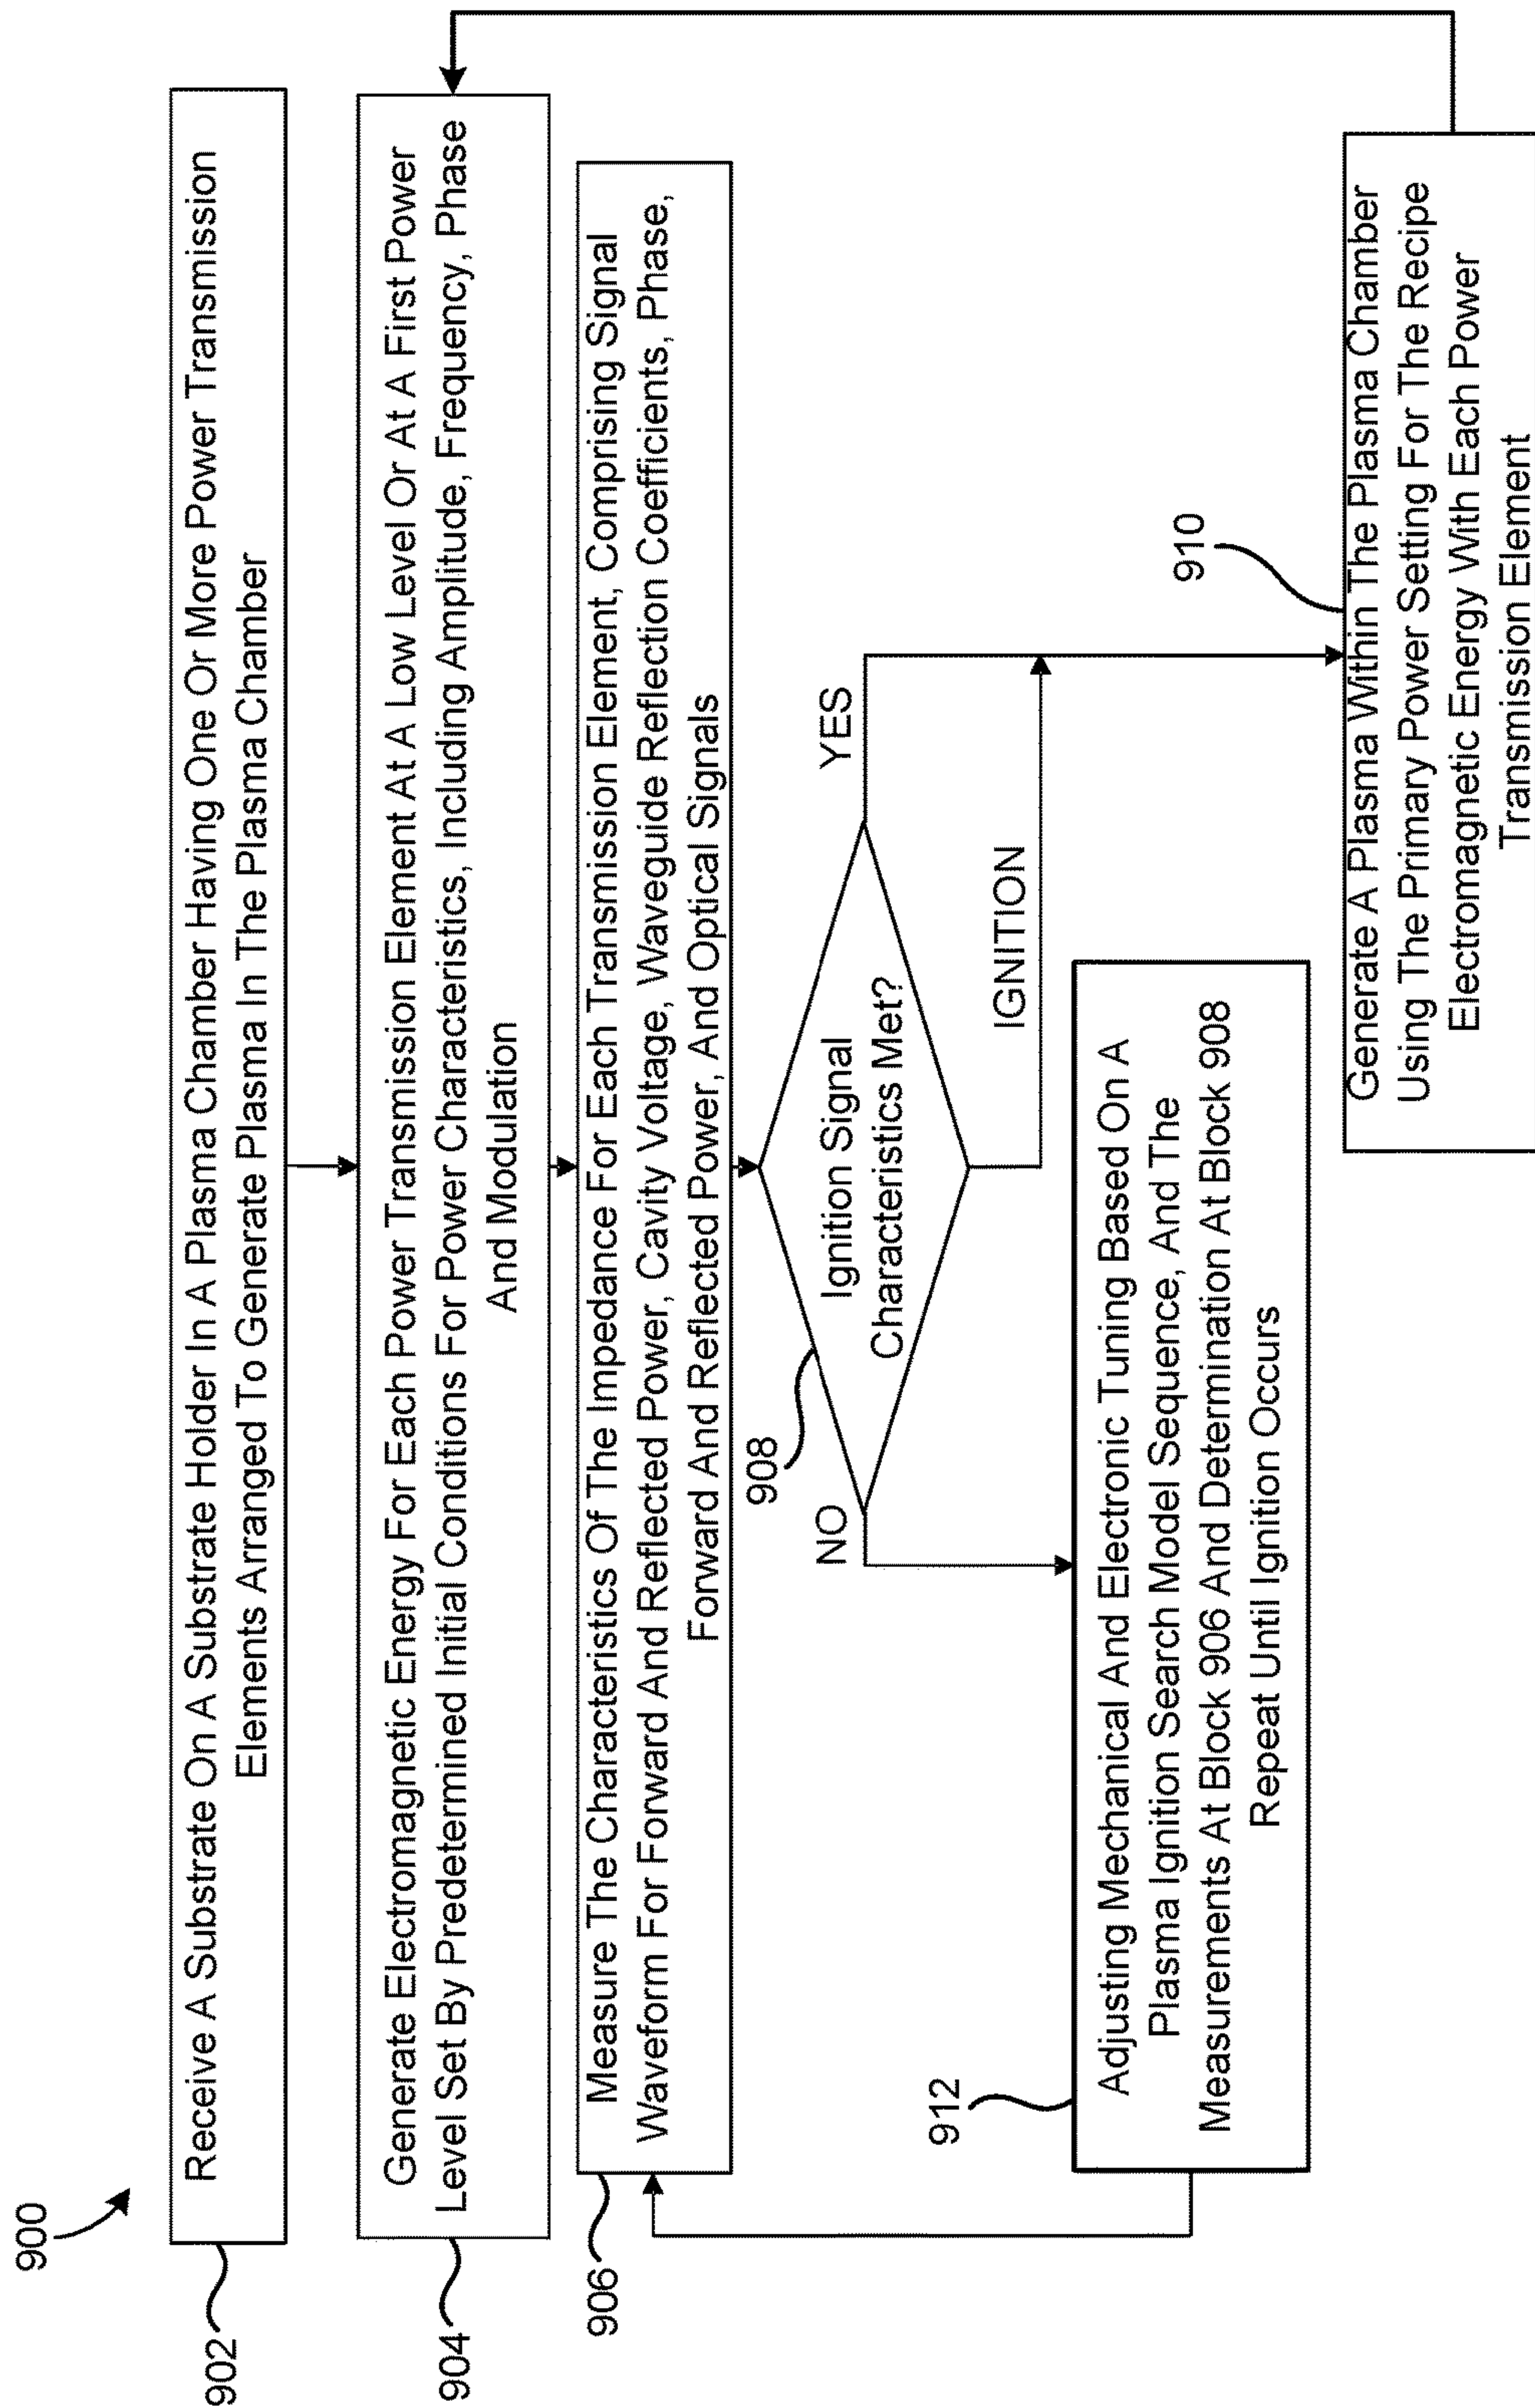 900
902
Receive A Substrate On A Substrate Holder In A Plasma Chamber Having One Or More Power Transmission
Elements Arranged To Generate Plasma In The Plasma Chamber
904
Generate Electromagnetic Energy For Each Power Transmission Element At A Low Level Or At A First Power
Level Set By Predetermined Initial Conditions For Power Characteristics, Including Amplitude, Frequency, Phase
And Modulation
906
Measure The Characteristics Of The Impedance For Each Transmission Element, Comprising Signal
Waveform For Forward And Reflected Power, Cavity Voltage, Waveguide Reflection Coefficients, Phase,
Forward And Reflected Power, And Optical Signals
908
Ignition Signal
Characteristics Met?
NO
YES
IGNITION
912
Adjusting Mechanical And Electronic Tuning Based On A
Plasma Ignition Search Model Sequence, And The
Measurements At Block 906 And Determination At Block 908
Repeat Until Ignition Occurs
910
Generate A Plasma Within The Plasma Chamber
Using The Primary Power Setting For The Recipe
Electromagnetic Energy With Each Power
Transmission Element